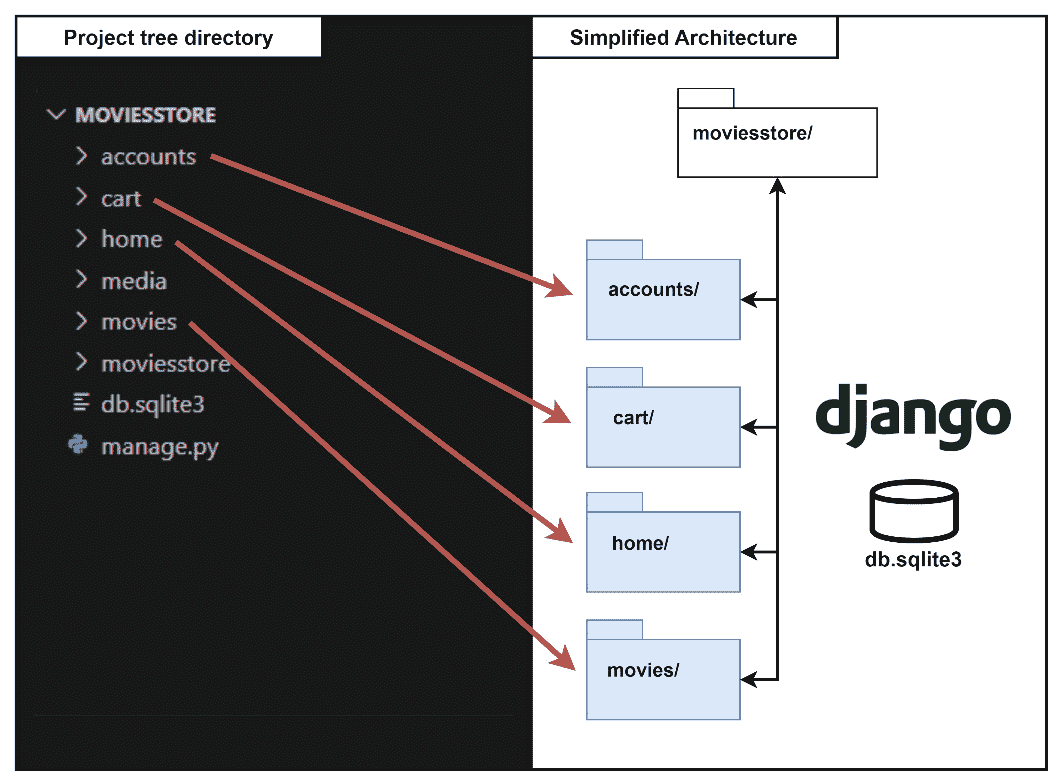 Project tree directory
MOVIESSTORE
accounts
cart
home
media
movies
moviesstore
db.sqlite3
manage.py
Simplified Architecture
moviesstore/
accounts/
cart/
home/
movies/
django
db.sqlite3